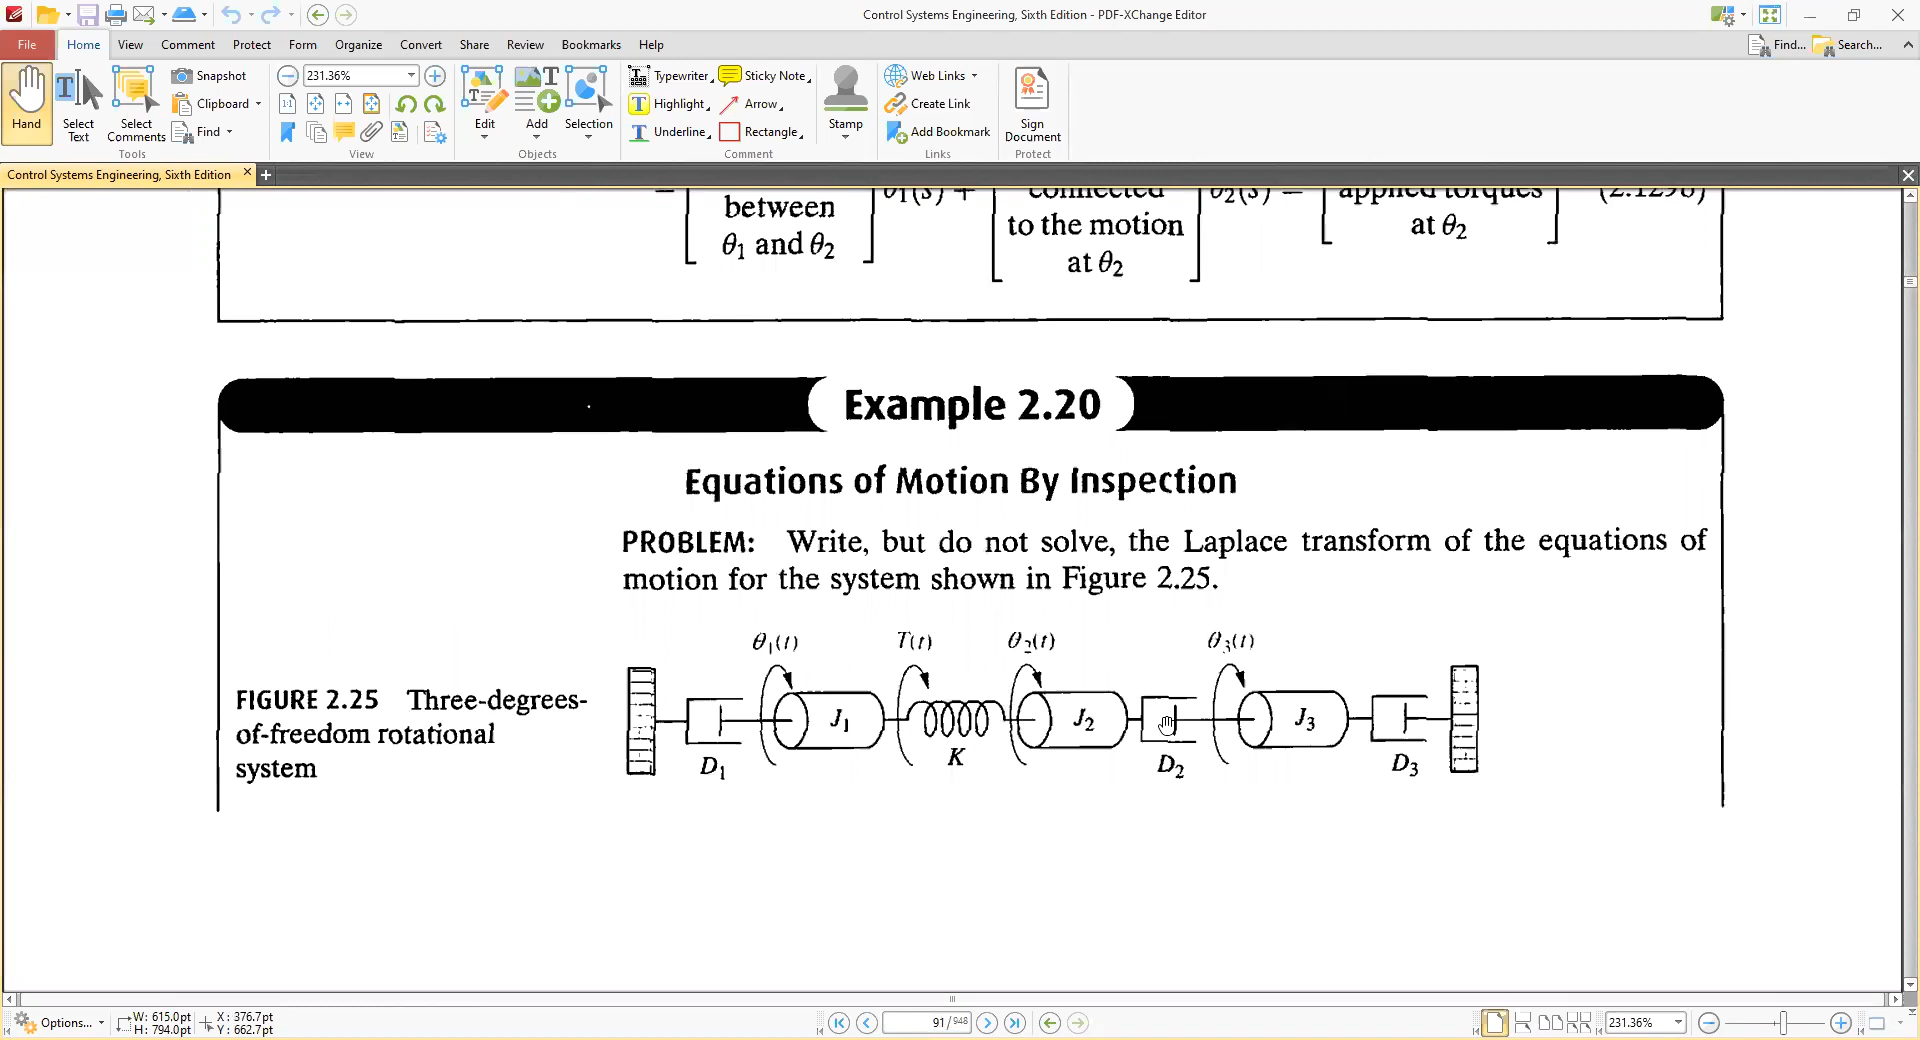 Control Systems Engineering, Sixth Edition - PDF-XChange Editor
File Home View Comment Protect Form Organize Convert Share Review Bookmarks Help
Find... Search...
Hand
Select Text
Select Comments
Snapshot
Clipboard
Find
Tools
231.36%
1:1
View
Edit
Add
Selection
Objects
Typewriter
Highlight
Underline
Sticky Note
Arrow
Rectangle
Comment
Stamp
Web Links
Create Link
Add Bookmark
Links
Sign Document
Protect
Control Systems Engineering, Sixth Edition
between
θ1 and θ2
θ1(s) +
connected
to the motion
at θ2
θ2(s) =
applied torques
at θ2
Example 2.20
Equations of Motion By Inspection
PROBLEM: Write, but do not solve, the Laplace transform of the equations of
motion for the system shown in Figure 2.25.
θ1(t) T(t) θ2(t) θ3(t)
FIGURE 2.25 Three-degrees-
of-freedom rotational
system
J1 J2 J3
D1 K D2 D3
Options...
W: 615.0pt
H: 794.0pt
X: 376.7pt
Y: 662.7pt
91 / 948
231.36%